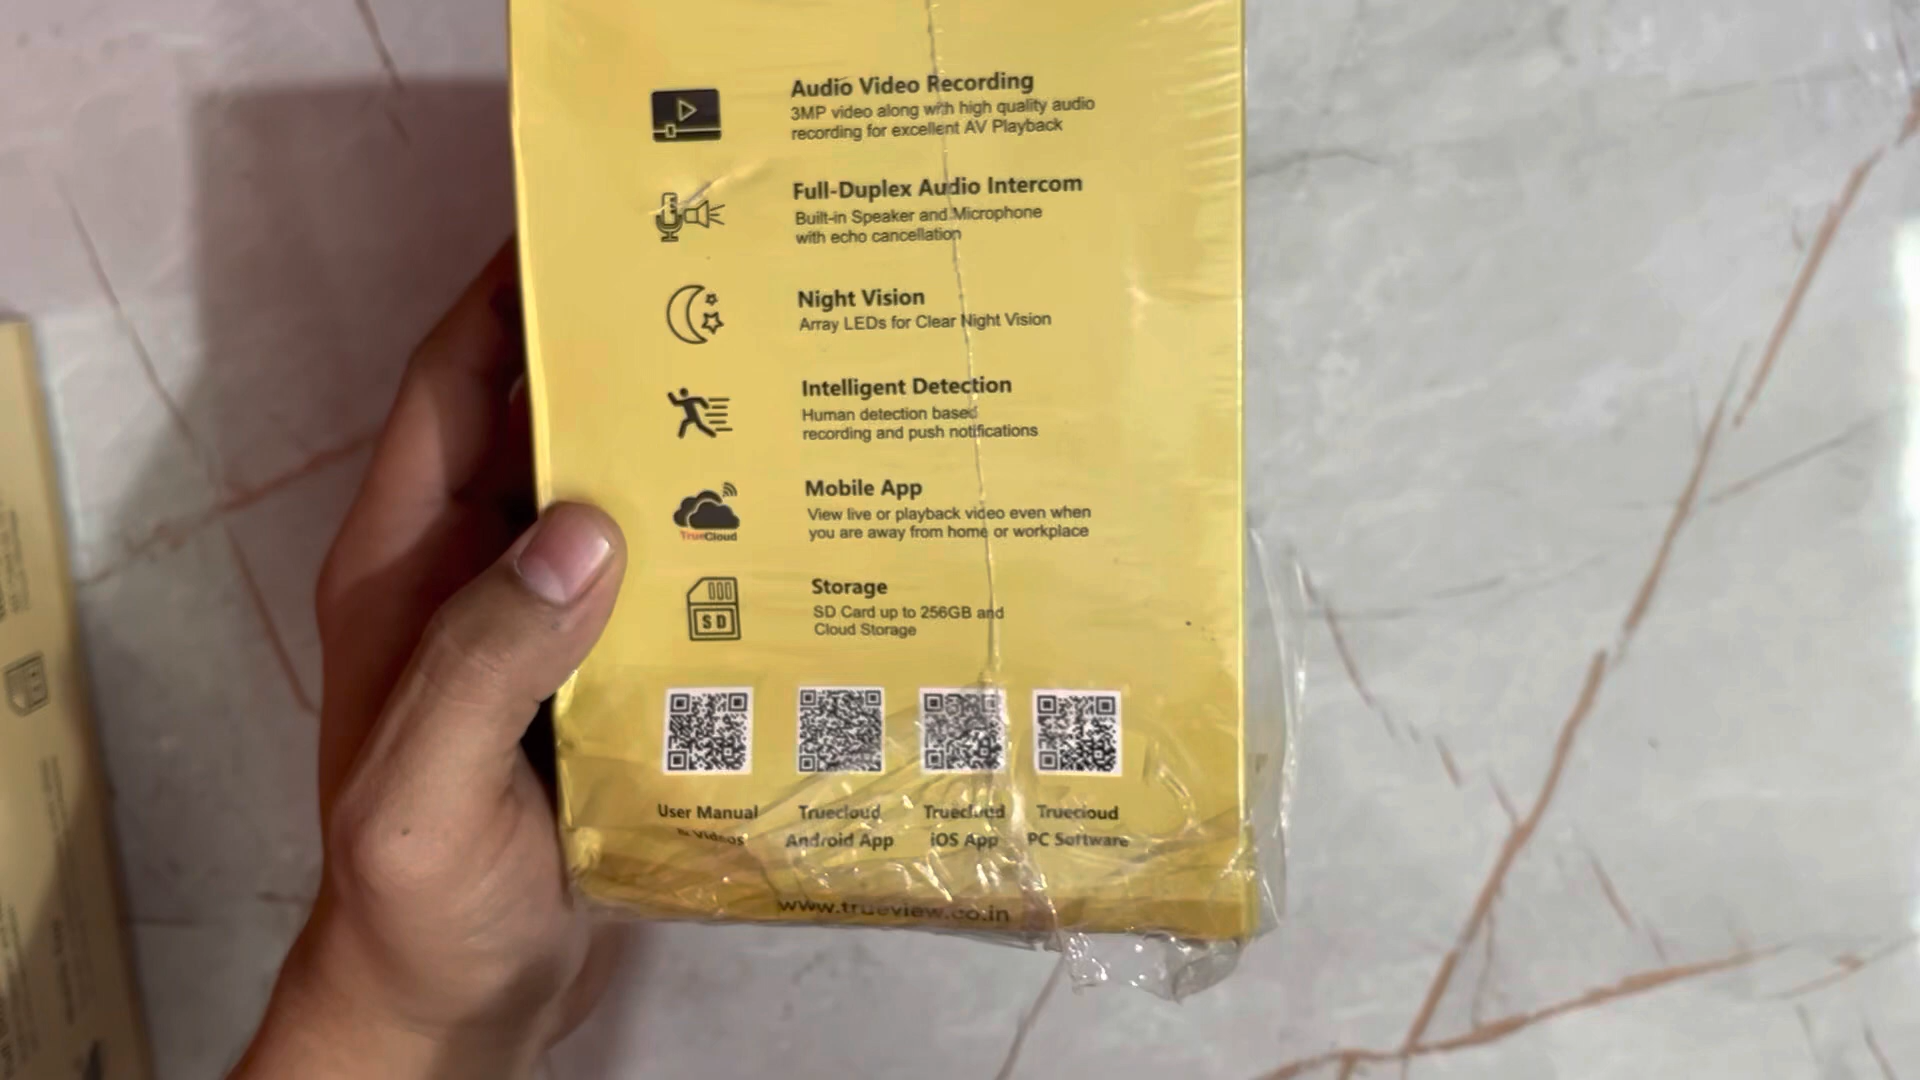 Audio Video Recording
3MP video along with high quality audio
recording for excellent AV Playback
Full-Duplex Audio Intercom
Built-in Speaker and Microphone
with echo cancellation
Night Vision
Array LEDs for Clear Night Vision
Intelligent Detection
Human detection based
recording and push notifications
TrueCloud
Mobile App
View live or playback video even when
you are away from home or workplace
SD
Storage
SD Card up to 256GB and
Cloud Storage
User Manual
& Videos
Truecloud
Android App
Truecloud
iOS App
Truecloud
PC Software
www.trueview.co.in